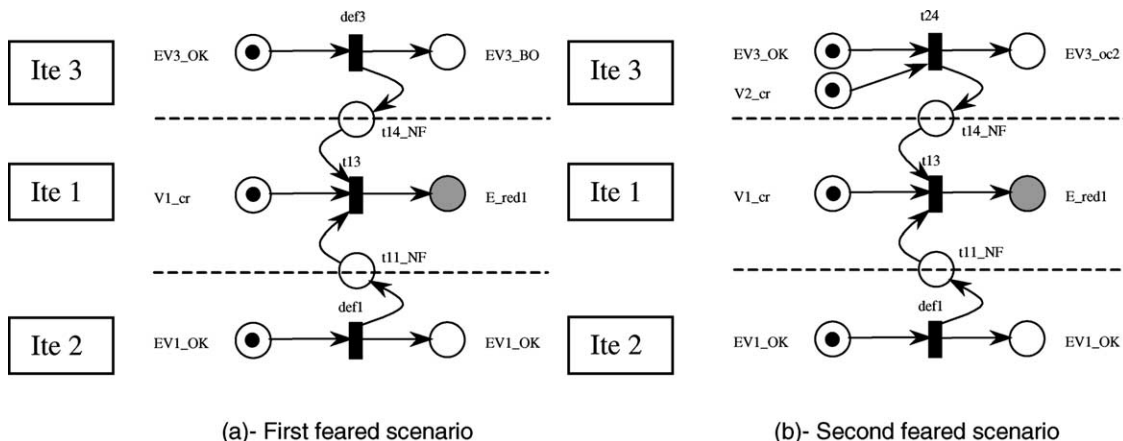 def3
Ite 3
EV3_OK
EV3_BO
t14_NF
t13
Ite 1
V1_cr
E_red1
t11_NF
def1
Ite 2
EV1_OK
EV1_OK
(a)- First feared scenario
t24
Ite 3
EV3_OK
EV3_oc2
V2_cr
t14_NF
t13
Ite 1
V1_cr
E_red1
t11_NF
def1
Ite 2
EV1_OK
EV1_OK
(b)- Second feared scenario